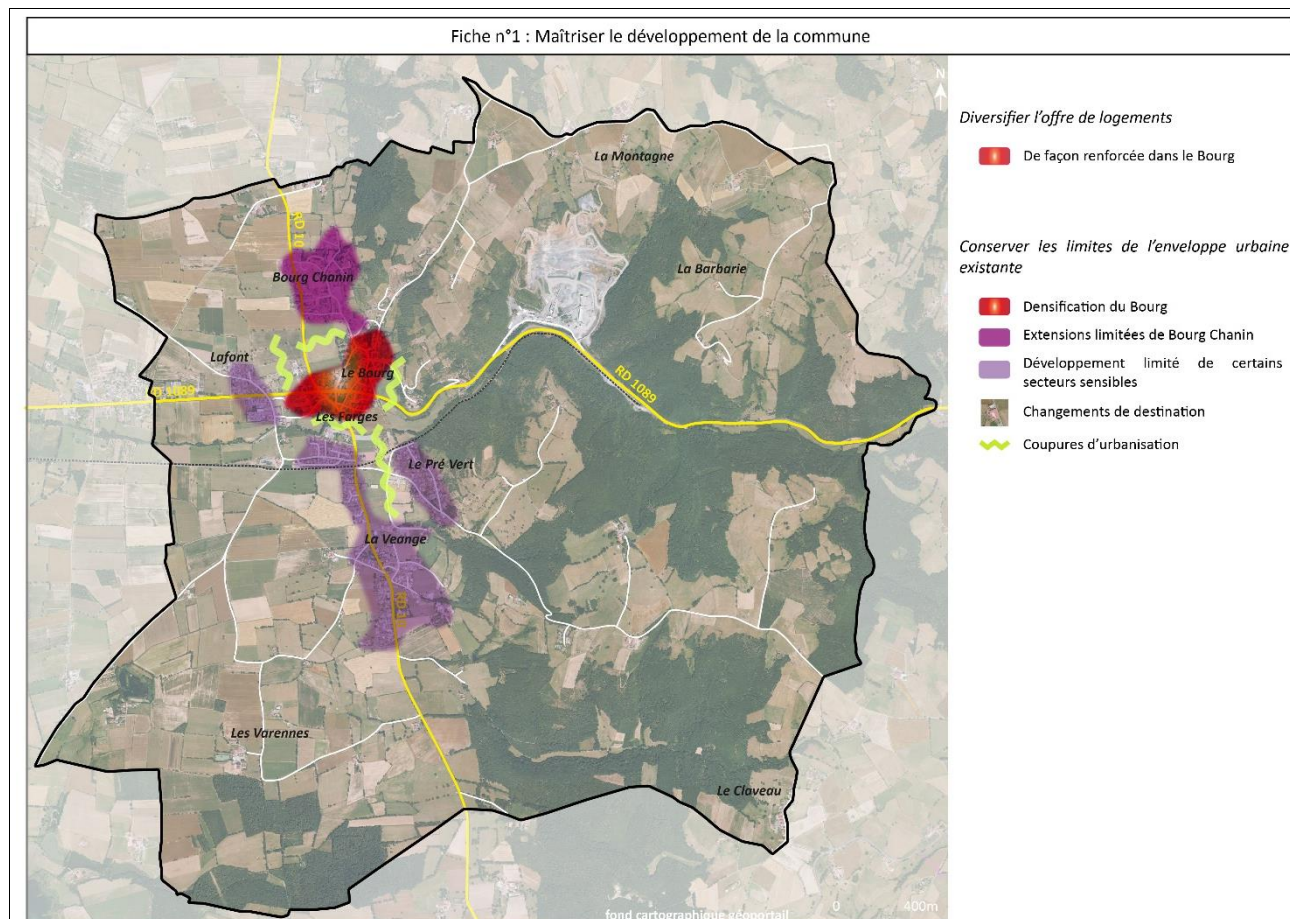 Fiche n°1 : Maîtriser le développement de la commune
N
La Montagne
RD 10
Bourg Chanin
La Barbarie
Lafont
Le Bourg
RD 1089
D 1089
Les Farges
Le Pré Vert
La Veange
RD
Les Varennes
Le Claveau
fond cartographique géoportail
0 400m
Diversifier l'offre de logements
De façon renforcée dans le Bourg
Conserver les limites de l'enveloppe urbaine
existante
Densification du Bourg
Extensions limitées de Bourg Chanin
Développement limité de certains
secteurs sensibles
Changements de destination
Coupures d'urbanisation